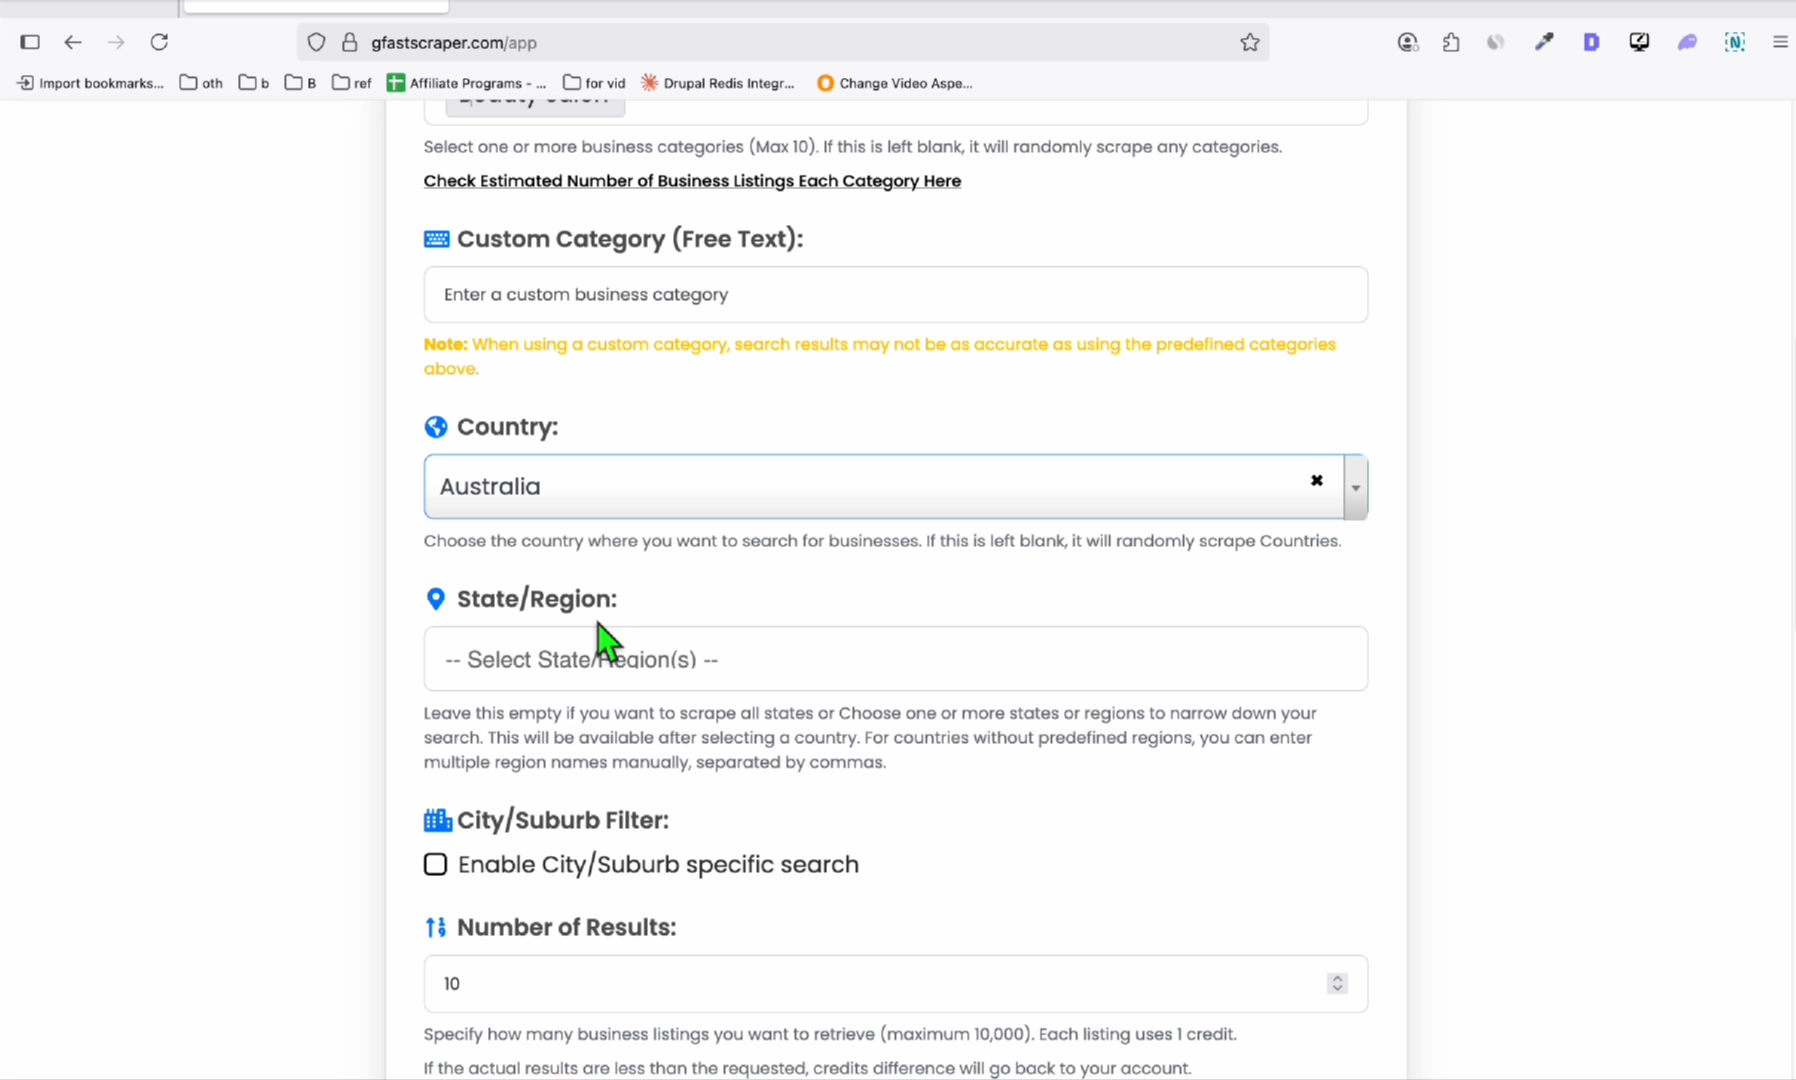 gfastscraper.com/app
Import bookmarks... oth b B ref Affiliate Programs - ... for vid Drupal Redis Integr... Change Video Aspe...
Select one or more business categories (Max 10). If this is left blank, it will randomly scrape any categories.
Check Estimated Number of Business Listings Each Category Here
Custom Category (Free Text):
Enter a custom business category
Note: When using a custom category, search results may not be as accurate as using the predefined categories
above.
Country:
Australia
Choose the country where you want to search for businesses. If this is left blank, it will randomly scrape Countries.
State/Region:
-- Select State/Region(s) --
Leave this empty if you want to scrape all states or Choose one or more states or regions to narrow down your
search. This will be available after selecting a country. For countries without predefined regions, you can enter
multiple region names manually, separated by commas.
City/Suburb Filter:
Enable City/Suburb specific search
Number of Results:
10
Specify how many business listings you want to retrieve (maximum 10,000). Each listing uses 1 credit.
If the actual results are less than the requested, credits difference will go back to your account.